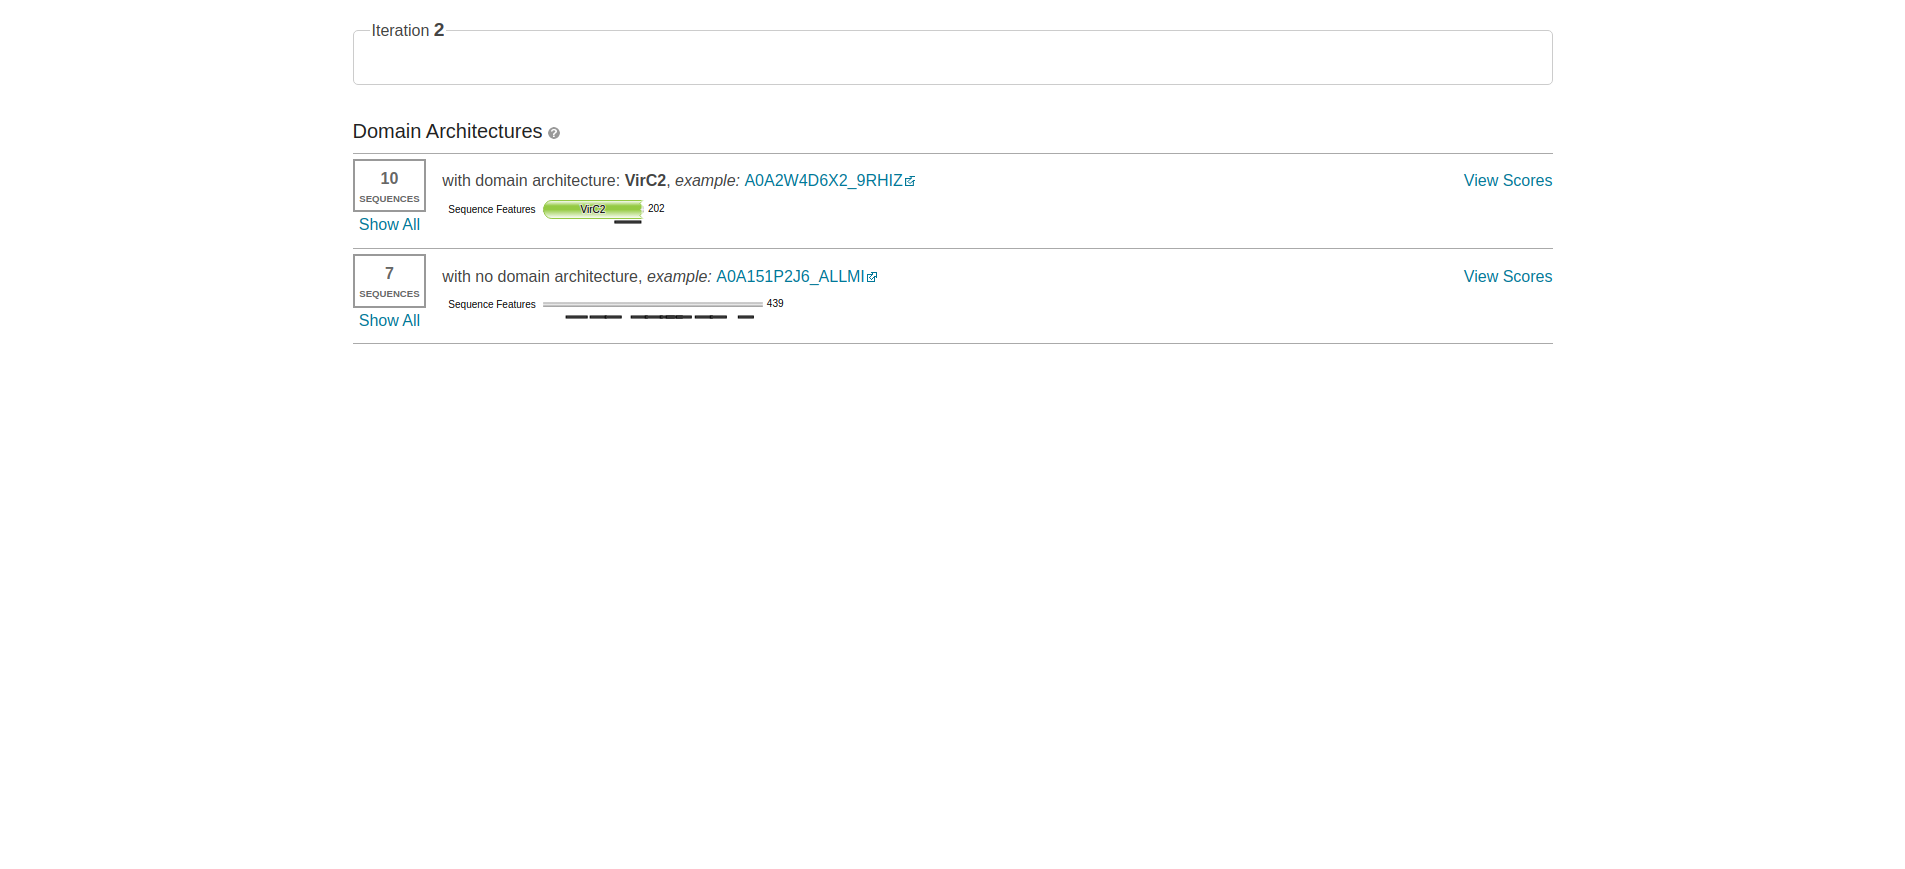 Iteration 2
Domain Architectures ?
10 SEQUENCES
Show All
with domain architecture: VirC2, example: A0A2W4D6X2_9RHIZ
View Scores
Sequence Features VirC2 202
7 SEQUENCES
Show All
with no domain architecture, example: A0A151P2J6_ALLMI
View Scores
Sequence Features 439